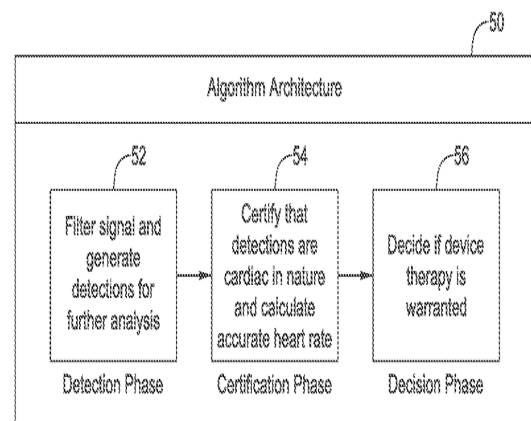 50
Algorithm Architecture
52
54
56
Filter signal and
generate
detections for
further analysis
Certify that
detections are
cardiac in nature
and calculate
accurate heart rate
Decide if device
therapy is
warranted
Detection Phase
Certification Phase
Decision Phase